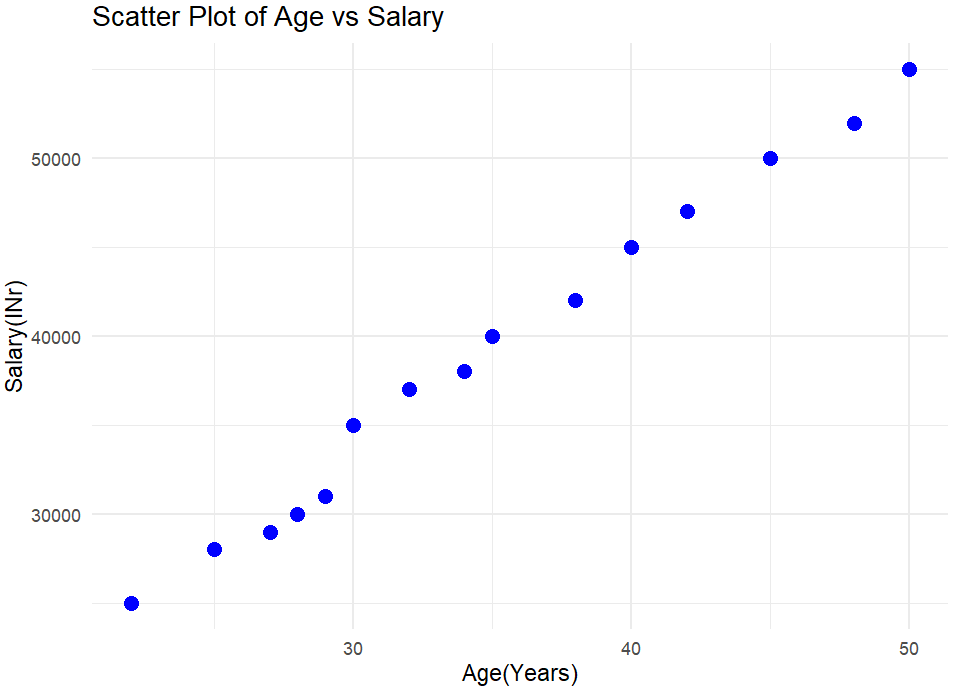 Scatter Plot of Age vs Salary
Salary(INr)
50000
40000
30000
30 40 50
Age(Years)